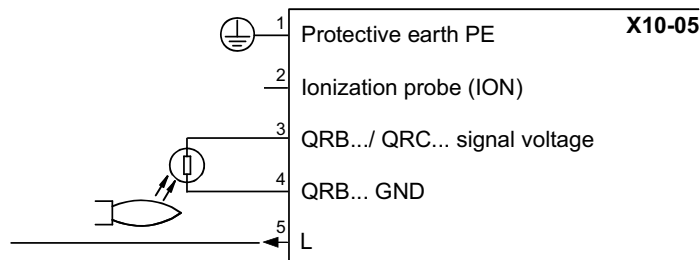 X10-05
1 Protective earth PE
2 Ionization probe (ION)
3 QRB.../ QRC... signal voltage
4 QRB... GND
5 L